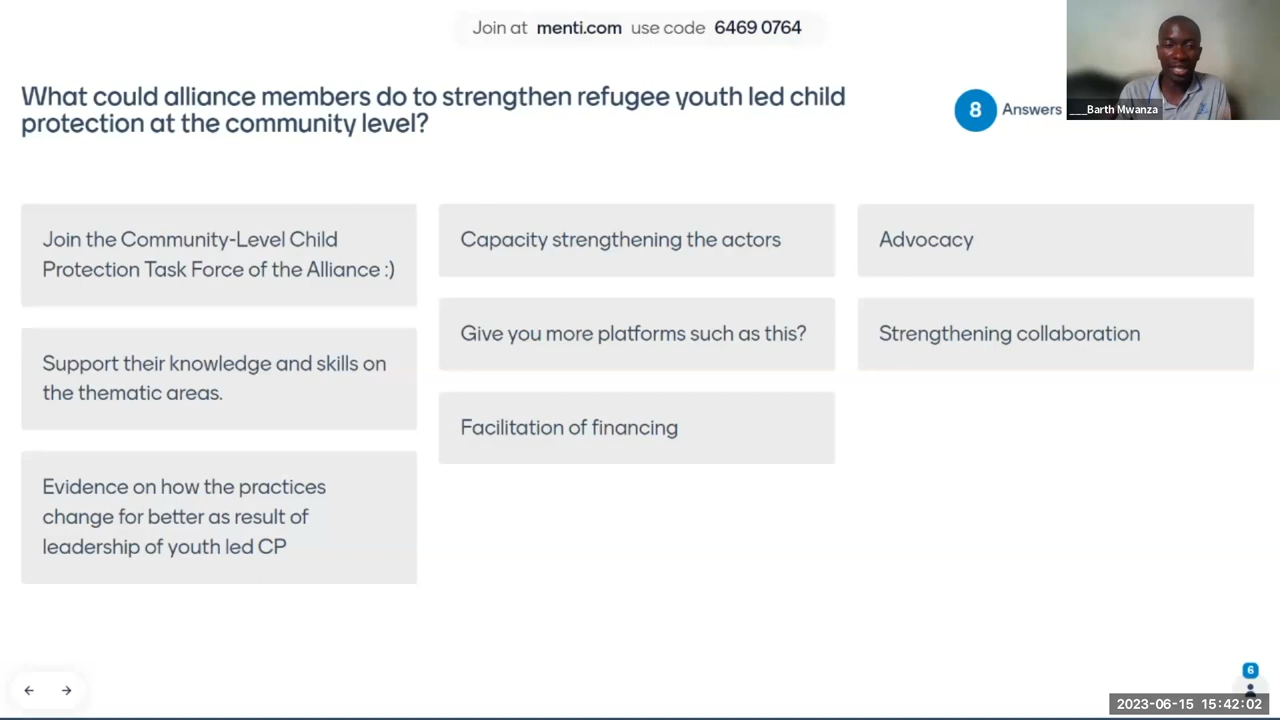 Join at menti.com use code 6469 0764
What could alliance members do to strengthen refugee youth led child
protection at the community level?
8 Answers
___Barth Mwanza
Join the Community-Level Child
Protection Task Force of the Alliance :)
Support their knowledge and skills on
the thematic areas.
Evidence on how the practices
change for better as result of
leadership of youth led CP
Capacity strengthening the actors
Give you more platforms such as this?
Facilitation of financing
Advocacy
Strengthening collaboration
6
2023-06-15 15:42:02